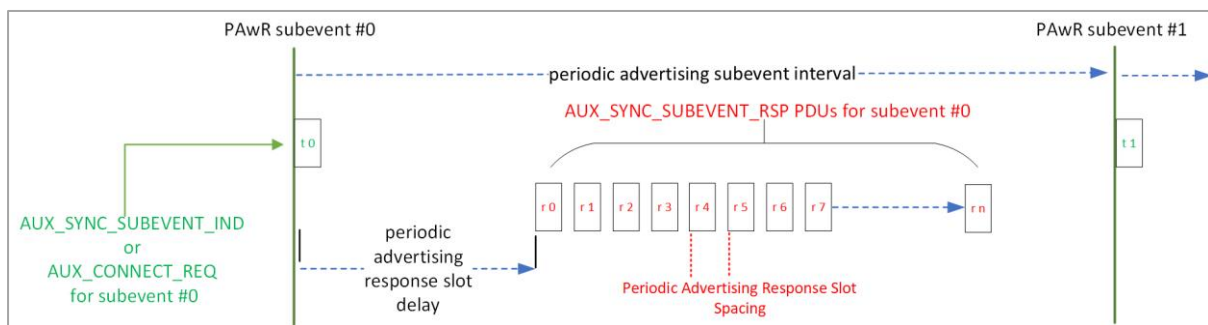 PAwR subevent #0
PAwR subevent #1
periodic advertising subevent interval
AUX_SYNC_SUBEVENT_RSP PDUs for subevent #0
t 0
t 1
r 0
r 1
r 2
r 3
r 4
r 5
r 6
r 7
r n
AUX_SYNC_SUBEVENT_IND
or
AUX_CONNECT_REQ
for subevent #0
periodic
advertising
response slot
delay
Periodic Advertising Response Slot
Spacing